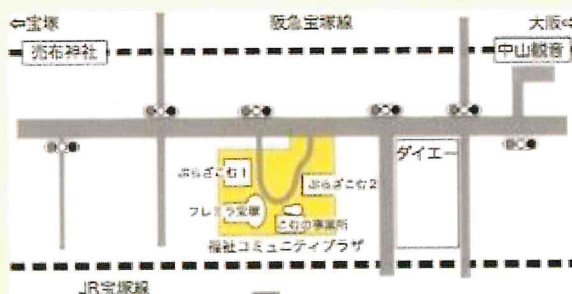 ⇦宝塚
阪急宝塚線
大阪⇦
売布神社
中山観音
ぷらざこむ1
ダイエー
ぷらざこむ2
フレミラ宝塚
こむの事業所
福祉コミュニティプラザ
JR宝塚線